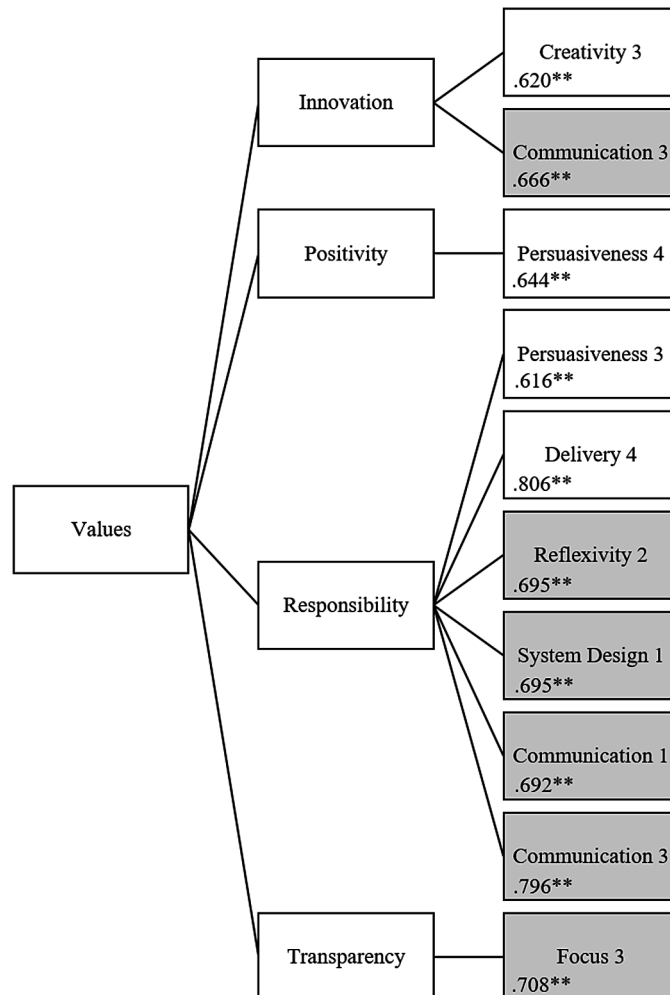 Creativity 3
.620**
Innovation
Communication 3
.666**
Positivity
Persuasiveness 4
.644**
Persuasiveness 3
.616**
Delivery 4
.806**
Values
Reflexivity 2
.695**
Responsibility
System Design 1
.695**
Communication 1
.692**
Communication 3
.796**
Transparency
Focus 3
.708**